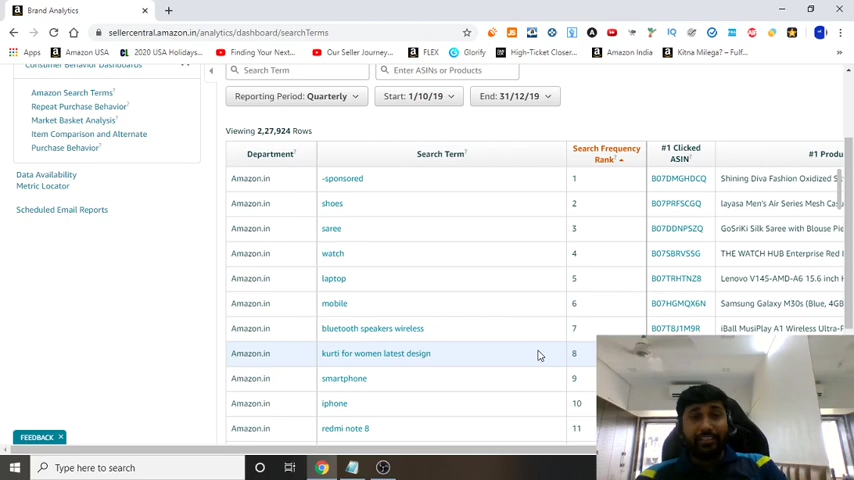 Brand Analytics
sellercentral.amazon.in/analytics/dashboard/searchTerms
Apps Amazon USA 2020 USA Holidays... Finding Your Next... Our Seller Journey... FLEX Glorify High-Ticket Closer... Amazon India Kitna Milega? – Fulf...
Consumer Behavior Dashboards
Amazon Search Terms?
Repeat Purchase Behavior?
Market Basket Analysis?
Item Comparison and Alternate
Purchase Behavior?
Data Availability
Metric Locator
Scheduled Email Reports
FEEDBACK
Search Term Enter ASINs or Products
Reporting Period: Quarterly Start: 1/10/19 End: 31/12/19
Viewing 2,27,924 Rows
Department? Search Term? Search Frequency Rank? #1 Clicked ASIN? #1 Produ
Amazon.in -sponsored 1 B07DMGHDCQ Shining Diva Fashion Oxidized S
Amazon.in shoes 2 B07PRFSCGQ layasa Men's Air Series Mesh Cas
Amazon.in saree 3 B07DDNPSZQ GoSriKi Silk Saree with Blouse Pie
Amazon.in watch 4 B07SBRVSSG THE WATCH HUB Enterprise Red
Amazon.in laptop 5 B07TRHTNZ8 Lenovo V145-AMD-A6 15.6 inch
Amazon.in mobile 6 B07HGMQX6N Samsung Galaxy M30s (Blue, 4GB
Amazon.in bluetooth speakers wireless 7 B07T8J1M9R iBall MusiPlay A1 Wireless Ultra-
Amazon.in kurti for women latest design 8
Amazon.in smartphone 9
Amazon.in iphone 10
Amazon.in redmi note 8 11
Type here to search